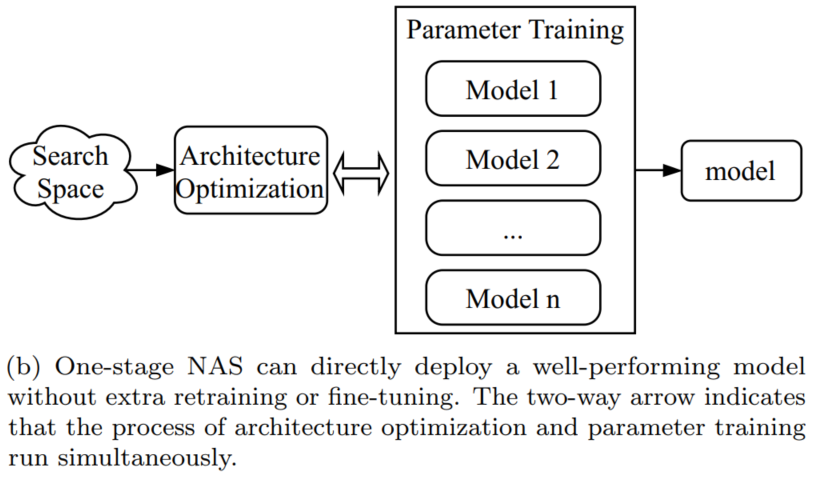 Parameter Training
Model 1
Search
Space
Architecture
Optimization
Model 2
model
...
Model n
(b) One-stage NAS can directly deploy a well-performing model
without extra retraining or fine-tuning. The two-way arrow indicates
that the process of architecture optimization and parameter training
run simultaneously.